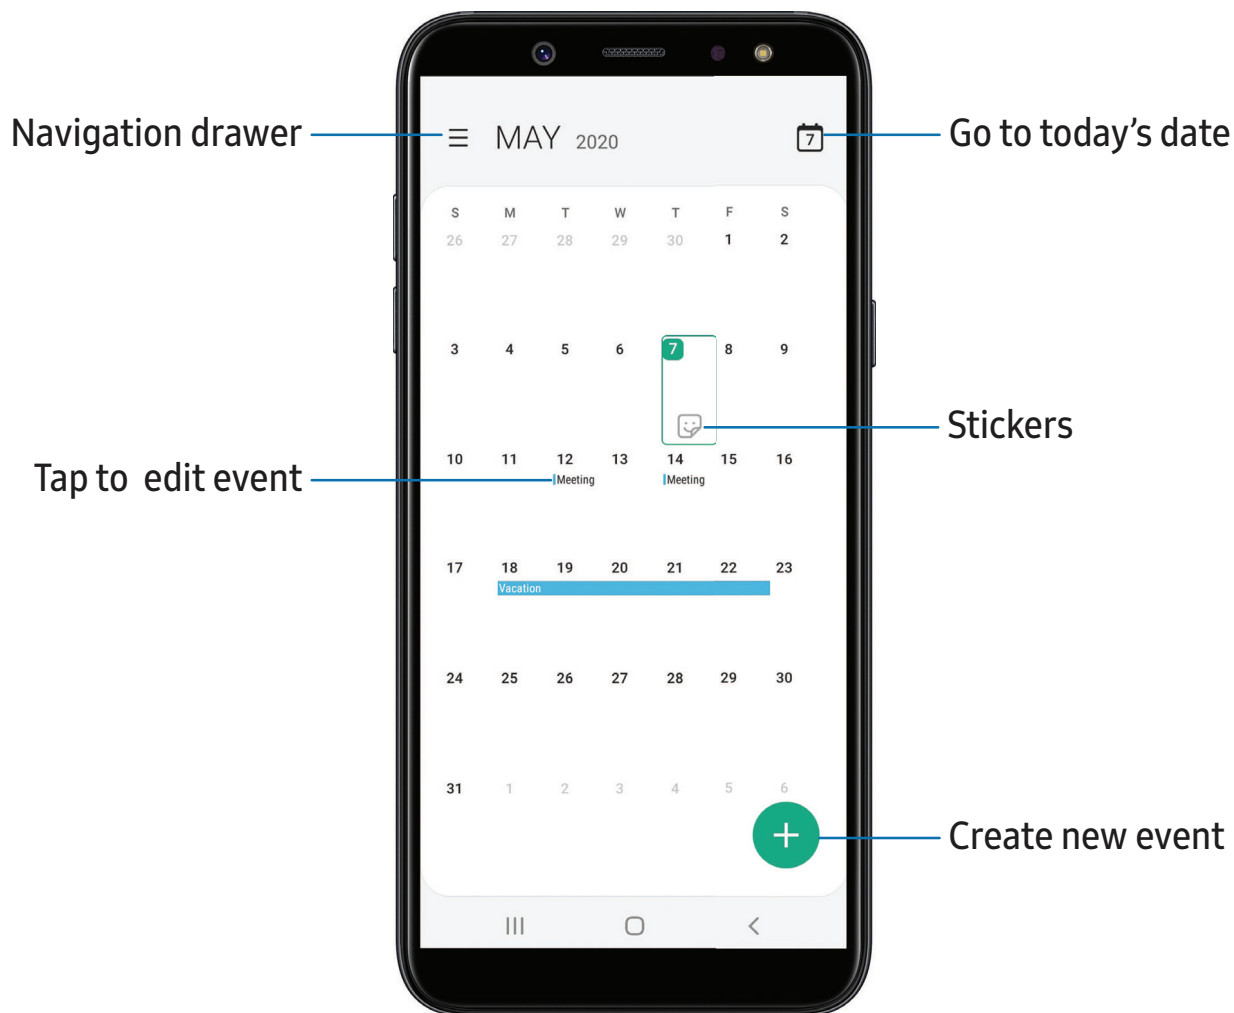 Navigation drawer
MAY 2020
7
Go to today's date
S M T W T F S
26 27 28 29 30 1 2
3 4 5 6 7 8 9
Stickers
10 11 12 13 14 15 16
Tap to edit event
Meeting Meeting
17 18 19 20 21 22 23
Vacation
24 25 26 27 28 29 30
31 1 2 3 4 5 6
Create new event